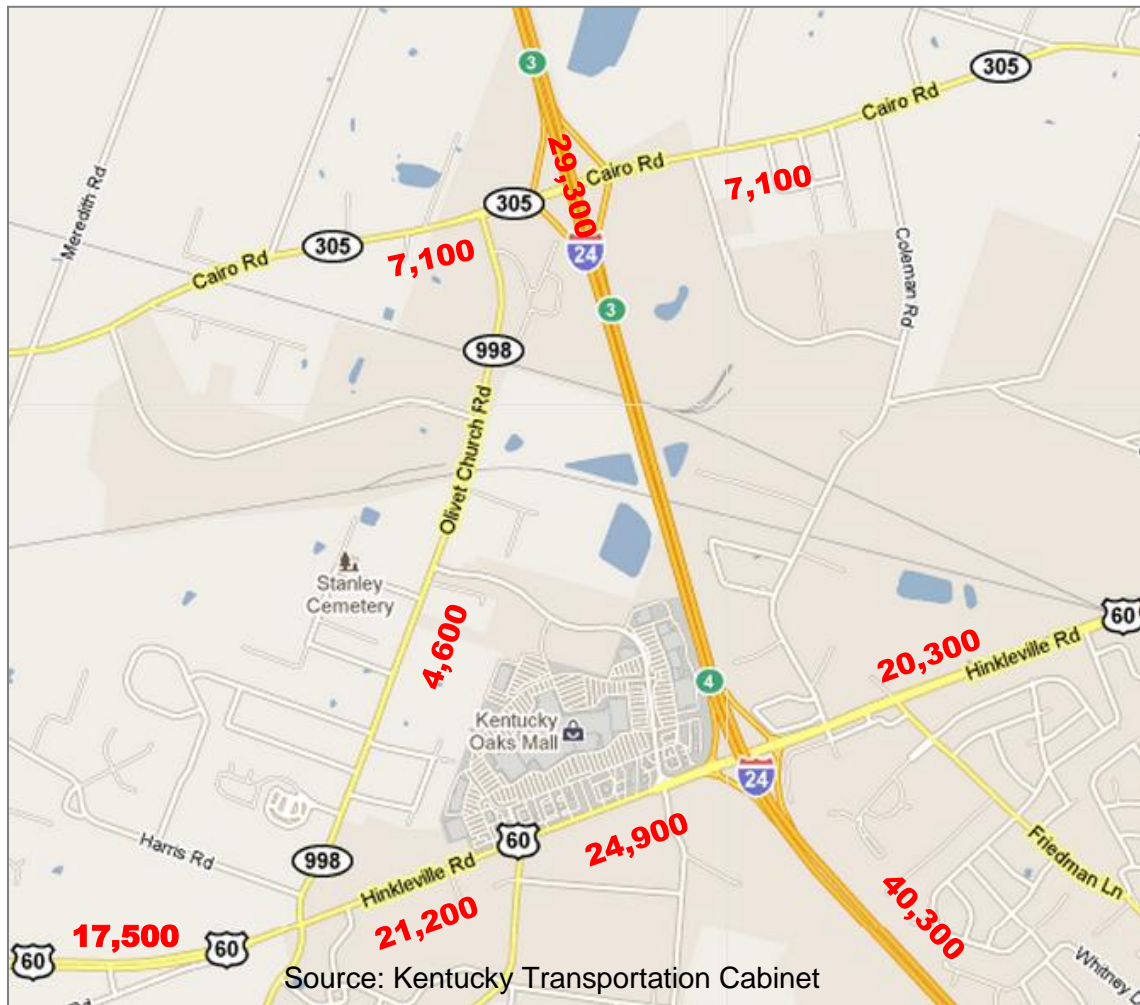 3
305
Cairo Rd
29,300
Cairo Rd
7,100
Meredith Rd
305
305
7,100
24
Coleman Rd
Cairo Rd
3
998
Olivet Church Rd
Stanley
Cemetery
4,600
60
20,300
Hinkleville Rd
4
Kentucky
Oaks Mall
24
24,900
60
Friedman Ln
Harris Rd
998
Hinkleville Rd
40,300
21,200
17,500
60
60
Whitney
Rd
Source: Kentucky Transportation Cabinet